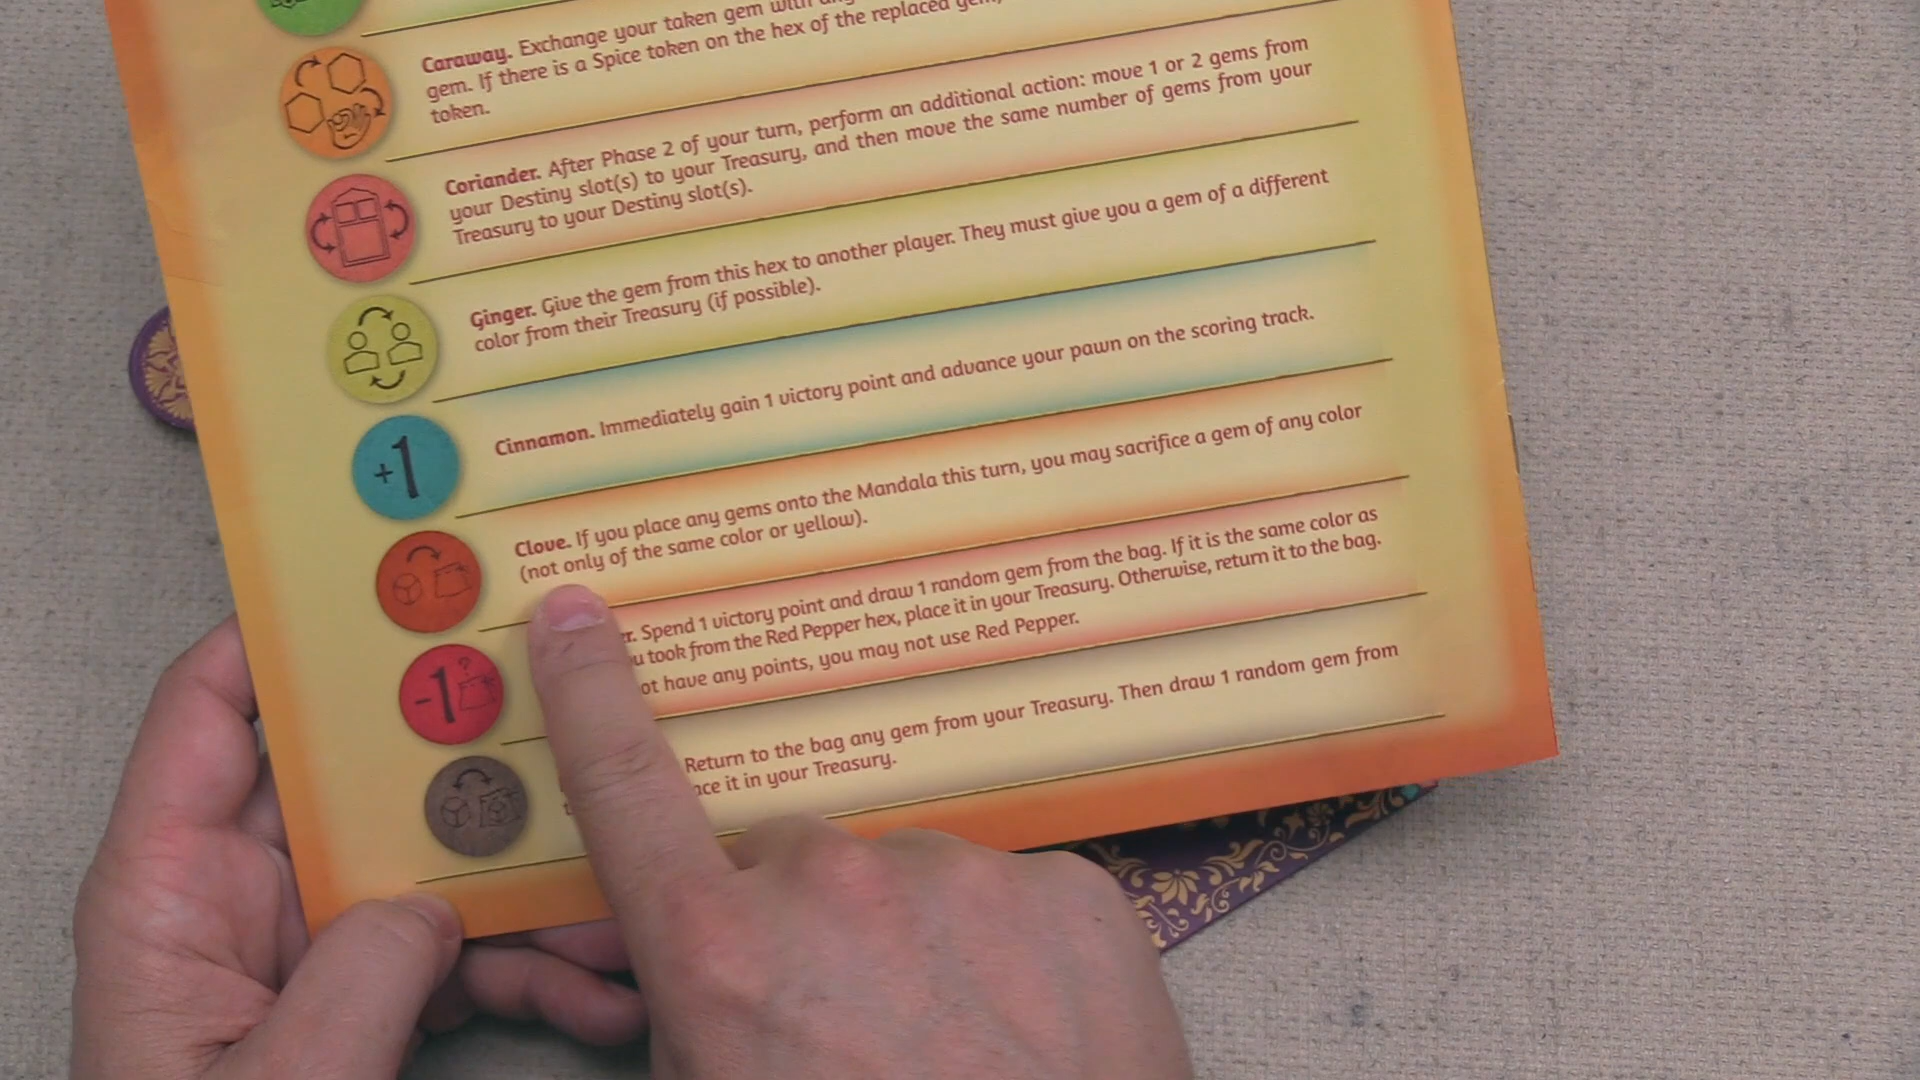 Caraway. Exchange your taken gem with
gem. If there is a Spice token on the hex of the replaced gem,
token.
Coriander. After Phase 2 of your turn, perform an additional action: move 1 or 2 gems from
your Destiny slot(s) to your Treasury, and then move the same number of gems from your
Treasury to your Destiny slot(s).
Ginger. Give the gem from this hex to another player. They must give you a gem of a different
color from their Treasury (if possible).
+1
Cinnamon. Immediately gain 1 victory point and advance your pawn on the scoring track.
Clove. If you place any gems onto the Mandala this turn, you may sacrifice a gem of any color
(not only of the same color or yellow).
-1 ?
r. Spend 1 victory point and draw 1 random gem from the bag. If it is the same color as
u took from the Red Pepper hex, place it in your Treasury. Otherwise, return it to the bag.
ot have any points, you may not use Red Pepper.
Return to the bag any gem from your Treasury. Then draw 1 random gem from
ce it in your Treasury.